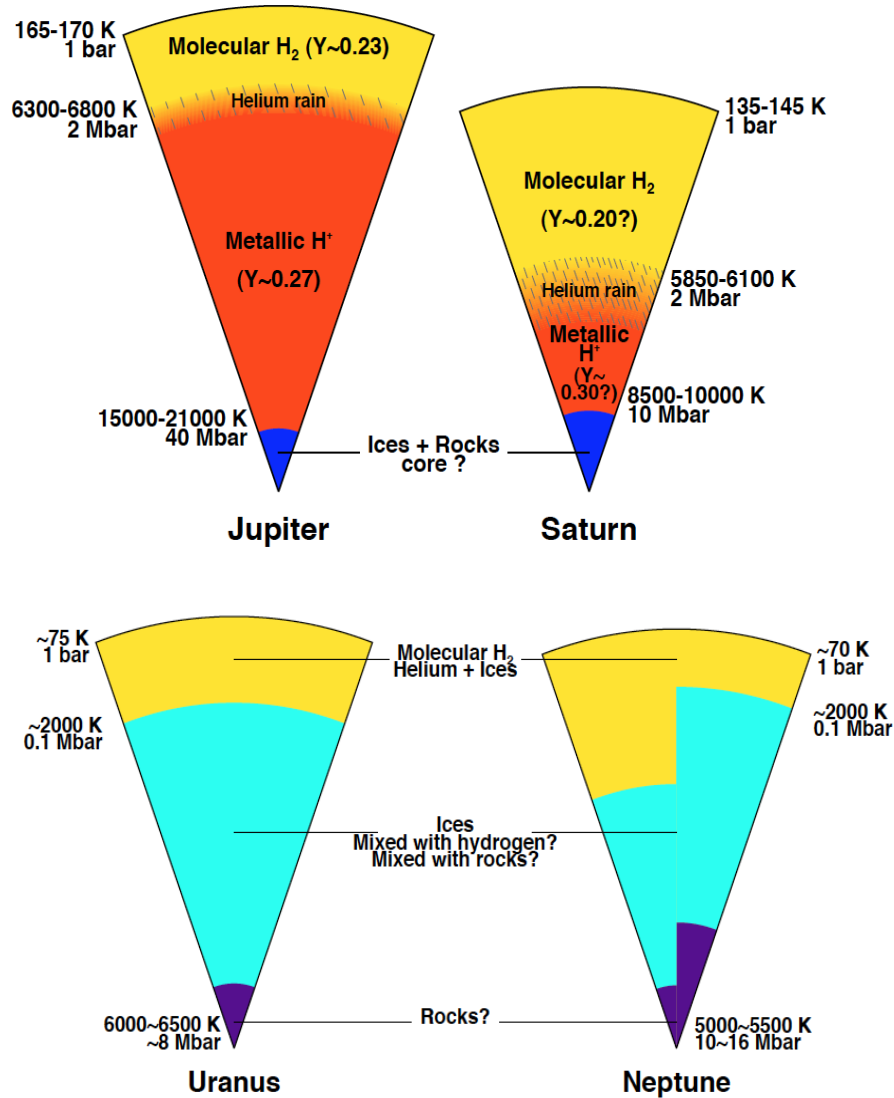 165-170 K
1 bar
Molecular H₂ (Y~0.23)
6300-6800 K
2 Mbar
Helium rain
Metallic H⁺
(Y~0.27)
15000-21000 K
40 Mbar
135-145 K
1 bar
Molecular H₂
(Y~0.20?)
5850-6100 K
2 Mbar
Helium rain
Metallic
H⁺
(Y~
0.30?)
8500-10000 K
10 Mbar
Ices + Rocks
core ?
Jupiter
Saturn
~75 K
1 bar
Molecular H₂
Helium + Ices
~70 K
1 bar
~2000 K
0.1 Mbar
~2000 K
0.1 Mbar
Ices
Mixed with hydrogen?
Mixed with rocks?
6000~6500 K
~8 Mbar
Rocks?
5000~5500 K
10~16 Mbar
Uranus
Neptune